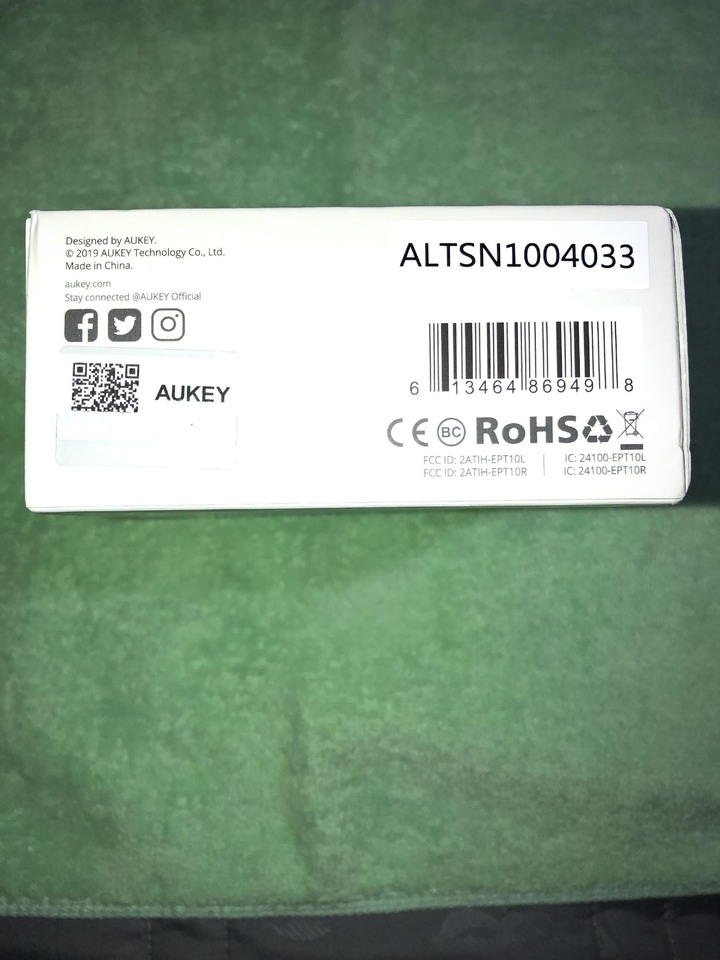 Designed by AUKEY.
© 2019 AUKEY Technology Co., Ltd.
Made in China.
aukey.com
Stay connected @AUKEY Official
AUKEY
ALTSN1004033
6 13464 86949 8
CE BC RoHS
FCC ID: 2ATIH-EPT10L
FCC ID: 2ATIH-EPT10R
IC: 24100-EPT10L
IC: 24100-EPT10R